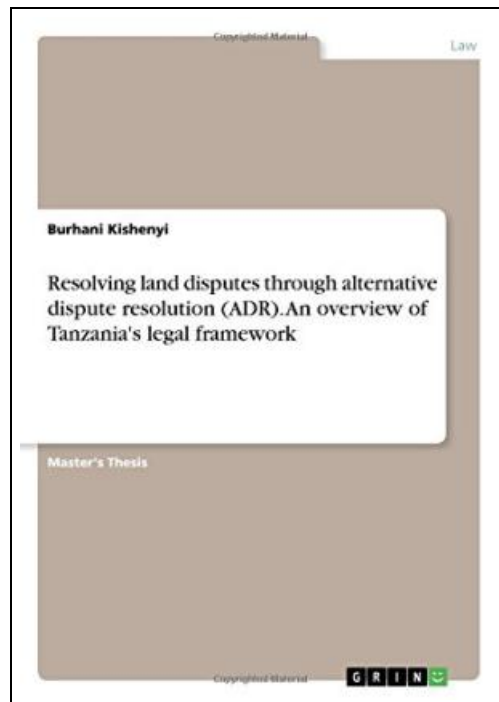 Copyrighted Material
Law
Burhani Kishenyi
Resolving land disputes through alternative
dispute resolution (ADR). An overview of
Tanzania's legal framework
Master's Thesis
Copyrighted Material
GRIN